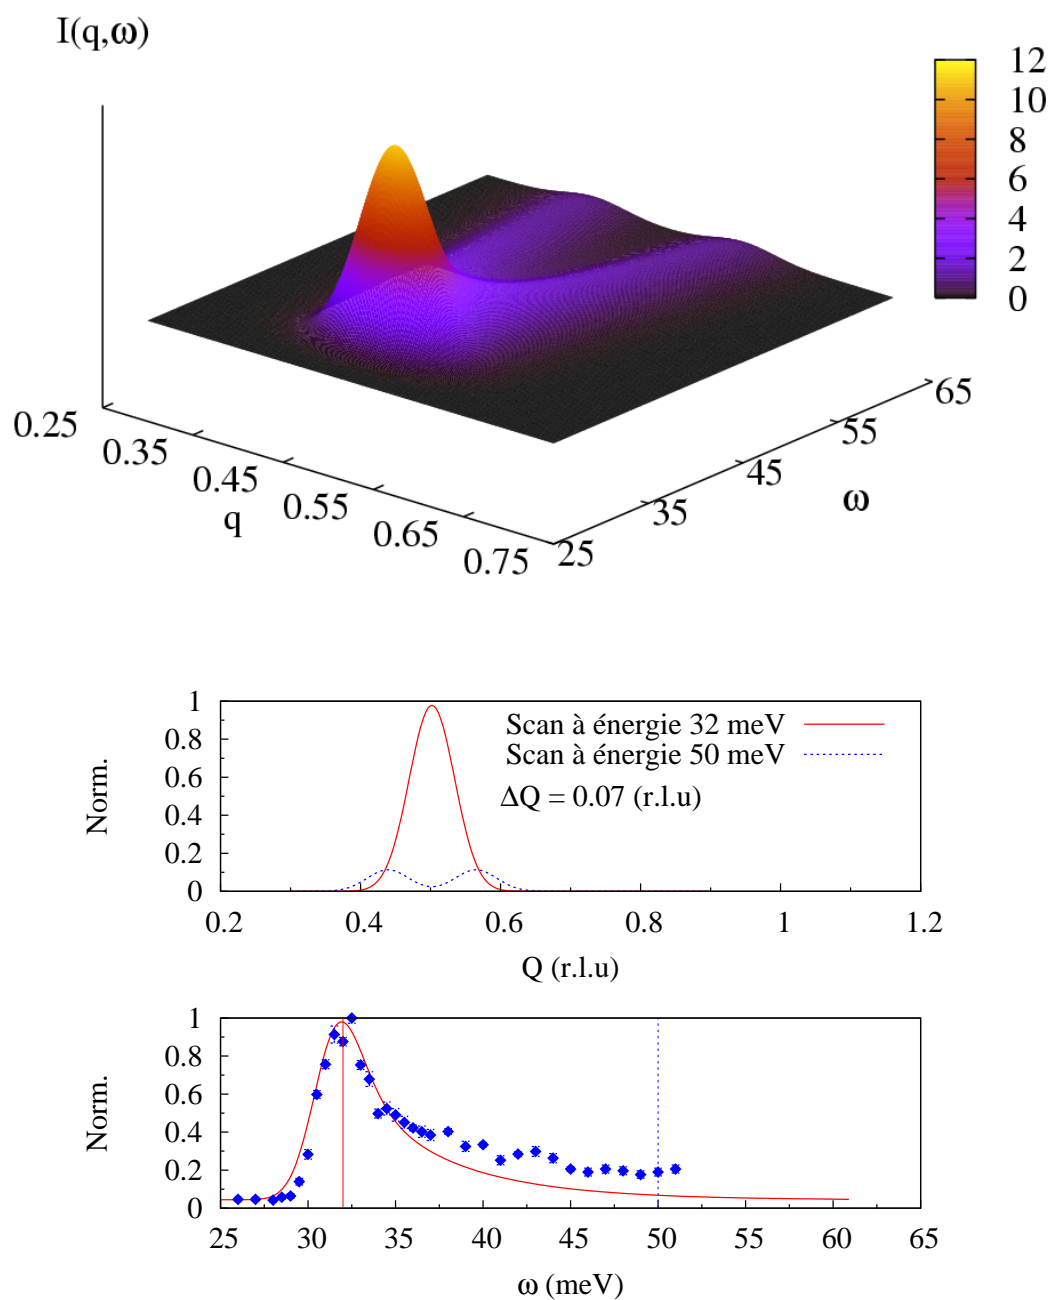 I(q,ω)
12
10
8
6
4
2
0
0.25
0.35
0.45
0.55
0.65
0.75
q
25
35
45
55
65
ω
1
0.8
0.6
0.4
0.2
0
Norm.
Scan à énergie 32 meV
Scan à énergie 50 meV
ΔQ = 0.07 (r.l.u)
0.2 0.4 0.6 0.8 1 1.2
Q (r.l.u)
1
0.8
0.6
0.4
0.2
0
Norm.
25 30 35 40 45 50 55 60 65
ω (meV)